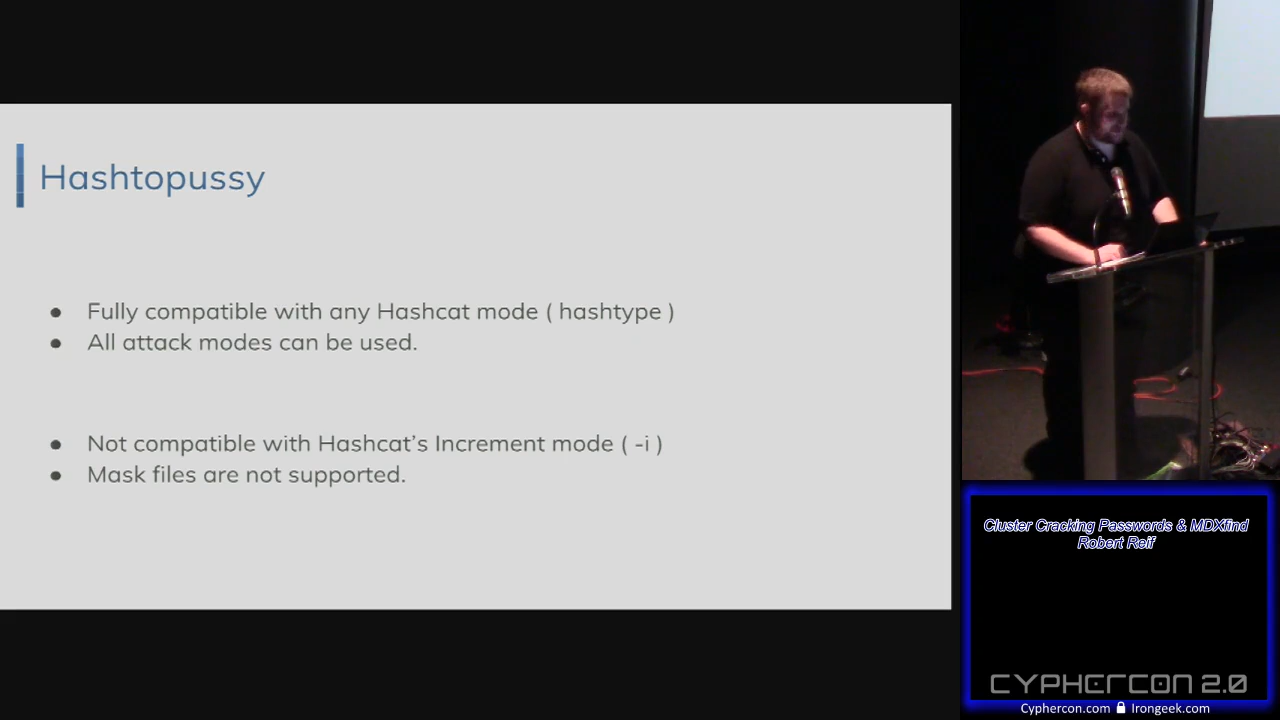 Hashtopussy
● Fully compatible with any Hashcat mode ( hashtype )
● All attack modes can be used.
● Not compatible with Hashcat's Increment mode ( -i )
● Mask files are not supported.
Cluster Cracking Passwords & MDXfind
Robert Reif
CYPHERCON 2.0
Cyphercon.com Irongeek.com